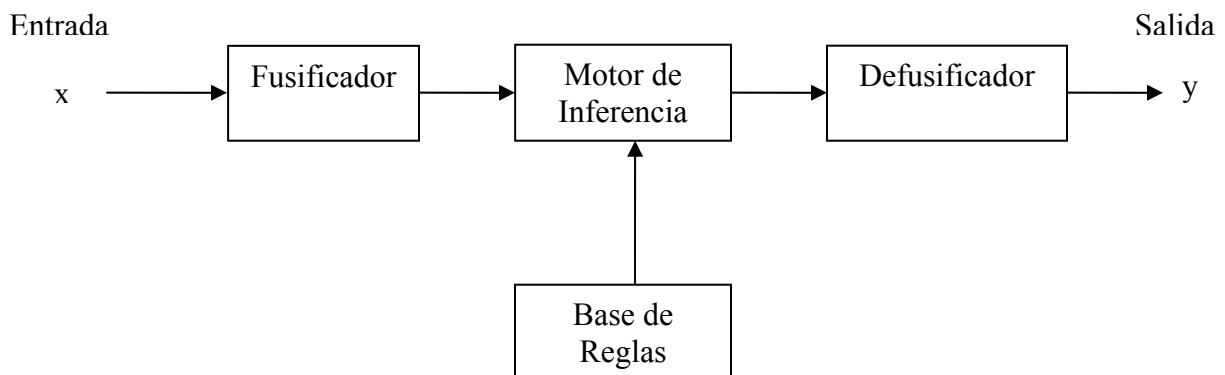 Entrada
Salida
x
Fusificador
Motor de
Inferencia
Defusificador
y
Base de
Reglas